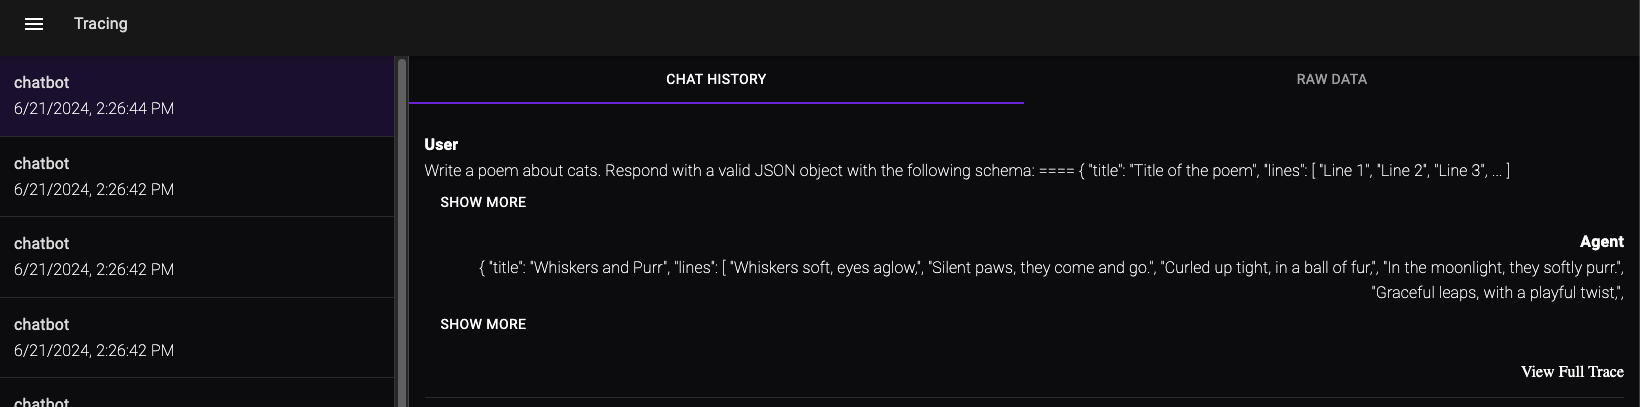 Tracing
chatbot
6/21/2024, 2:26:44 PM
chatbot
6/21/2024, 2:26:42 PM
chatbot
6/21/2024, 2:26:42 PM
chatbot
6/21/2024, 2:26:42 PM
chatbot
CHAT HISTORY
RAW DATA
User
Write a poem about cats. Respond with a valid JSON object with the following schema: ==== { "title": "Title of the poem", "lines": [ "Line 1", "Line 2", "Line 3", ... ]
SHOW MORE
Agent
{ "title": "Whiskers and Purr", "lines": [ "Whiskers soft, eyes aglow,", "Silent paws, they come and go.", "Curled up tight, in a ball of fur,", "In the moonlight, they softly purr.",
"Graceful leaps, with a playful twist,",
SHOW MORE
View Full Trace